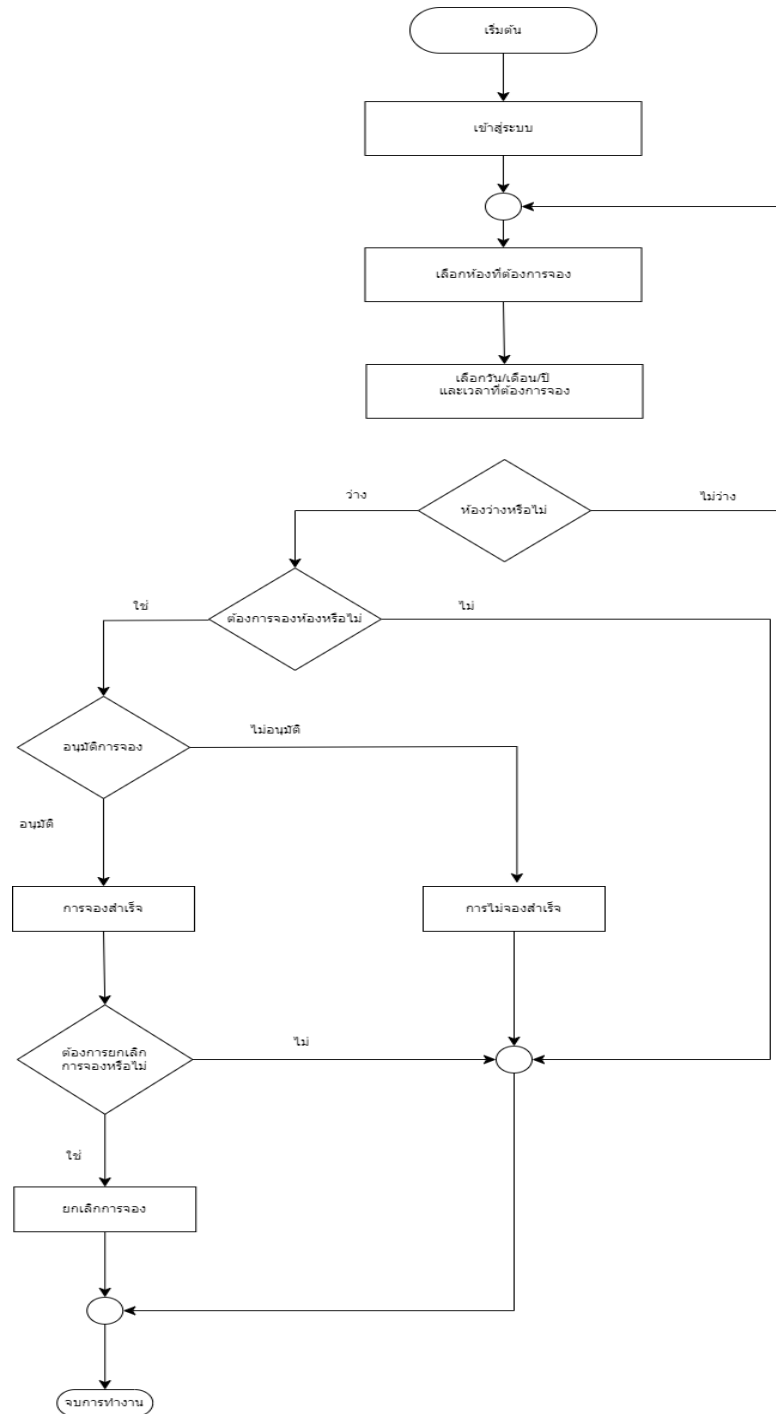 เริ่มต้น
เข้าสู่ระบบ
เลือกห้องที่ต้องการจอง
เลือกวัน/เดือน/ปี
และเวลาที่ต้องการจอง
ว่าง
ห้องว่างหรือไม่
ไม่ว่าง
ใช่
ต้องการจองห้องหรือไม่
ไม่
อนุมัติการจอง
ไม่อนุมัติ
อนุมัติ
การจองสำเร็จ
การไม่จองสำเร็จ
ต้องการยกเลิก
การจองหรือไม่
ไม่
ใช่
ยกเลิกการจอง
จบการทำงาน